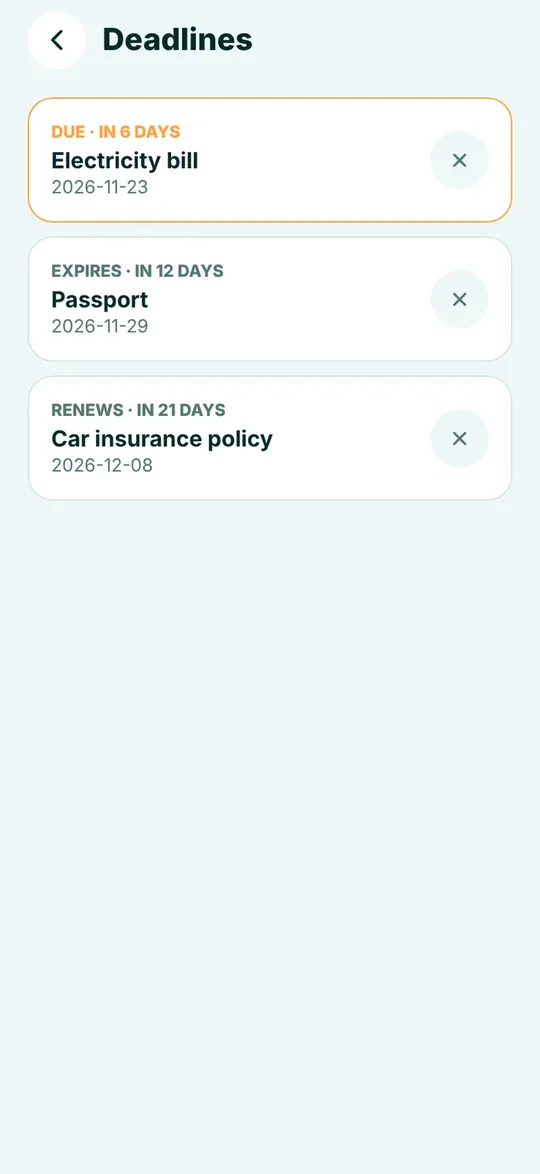 Deadlines
DUE · IN 6 DAYS
Electricity bill
2026-11-23
EXPIRES · IN 12 DAYS
Passport
2026-11-29
RENEWS · IN 21 DAYS
Car insurance policy
2026-12-08